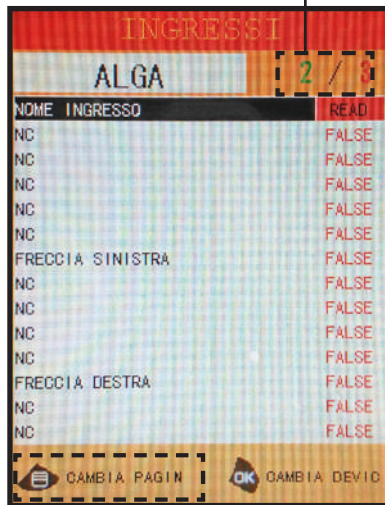 INGRESSI
ALGA 2 / 3
NOME INGRESSO READ
NC FALSE
NC FALSE
NC FALSE
NC FALSE
NC FALSE
FRECCIA SINISTRA FALSE
NC FALSE
NC FALSE
NC FALSE
NC FALSE
FRECCIA DESTRA FALSE
NC FALSE
NC FALSE
CAMBIA PAGIN OK CAMBIA DEVIC